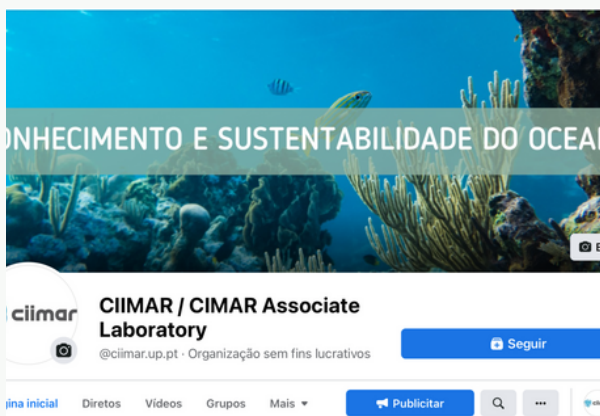 ONHECIMENTO E SUSTENTABILIDADE DO OCEA
E
ciimar
CIIMAR / CIMAR Associate
Laboratory
@ciimar.up.pt · Organização sem fins lucrativos
Seguir
gina inicial
Diretos
Vídeos
Grupos
Mais
Publicitar